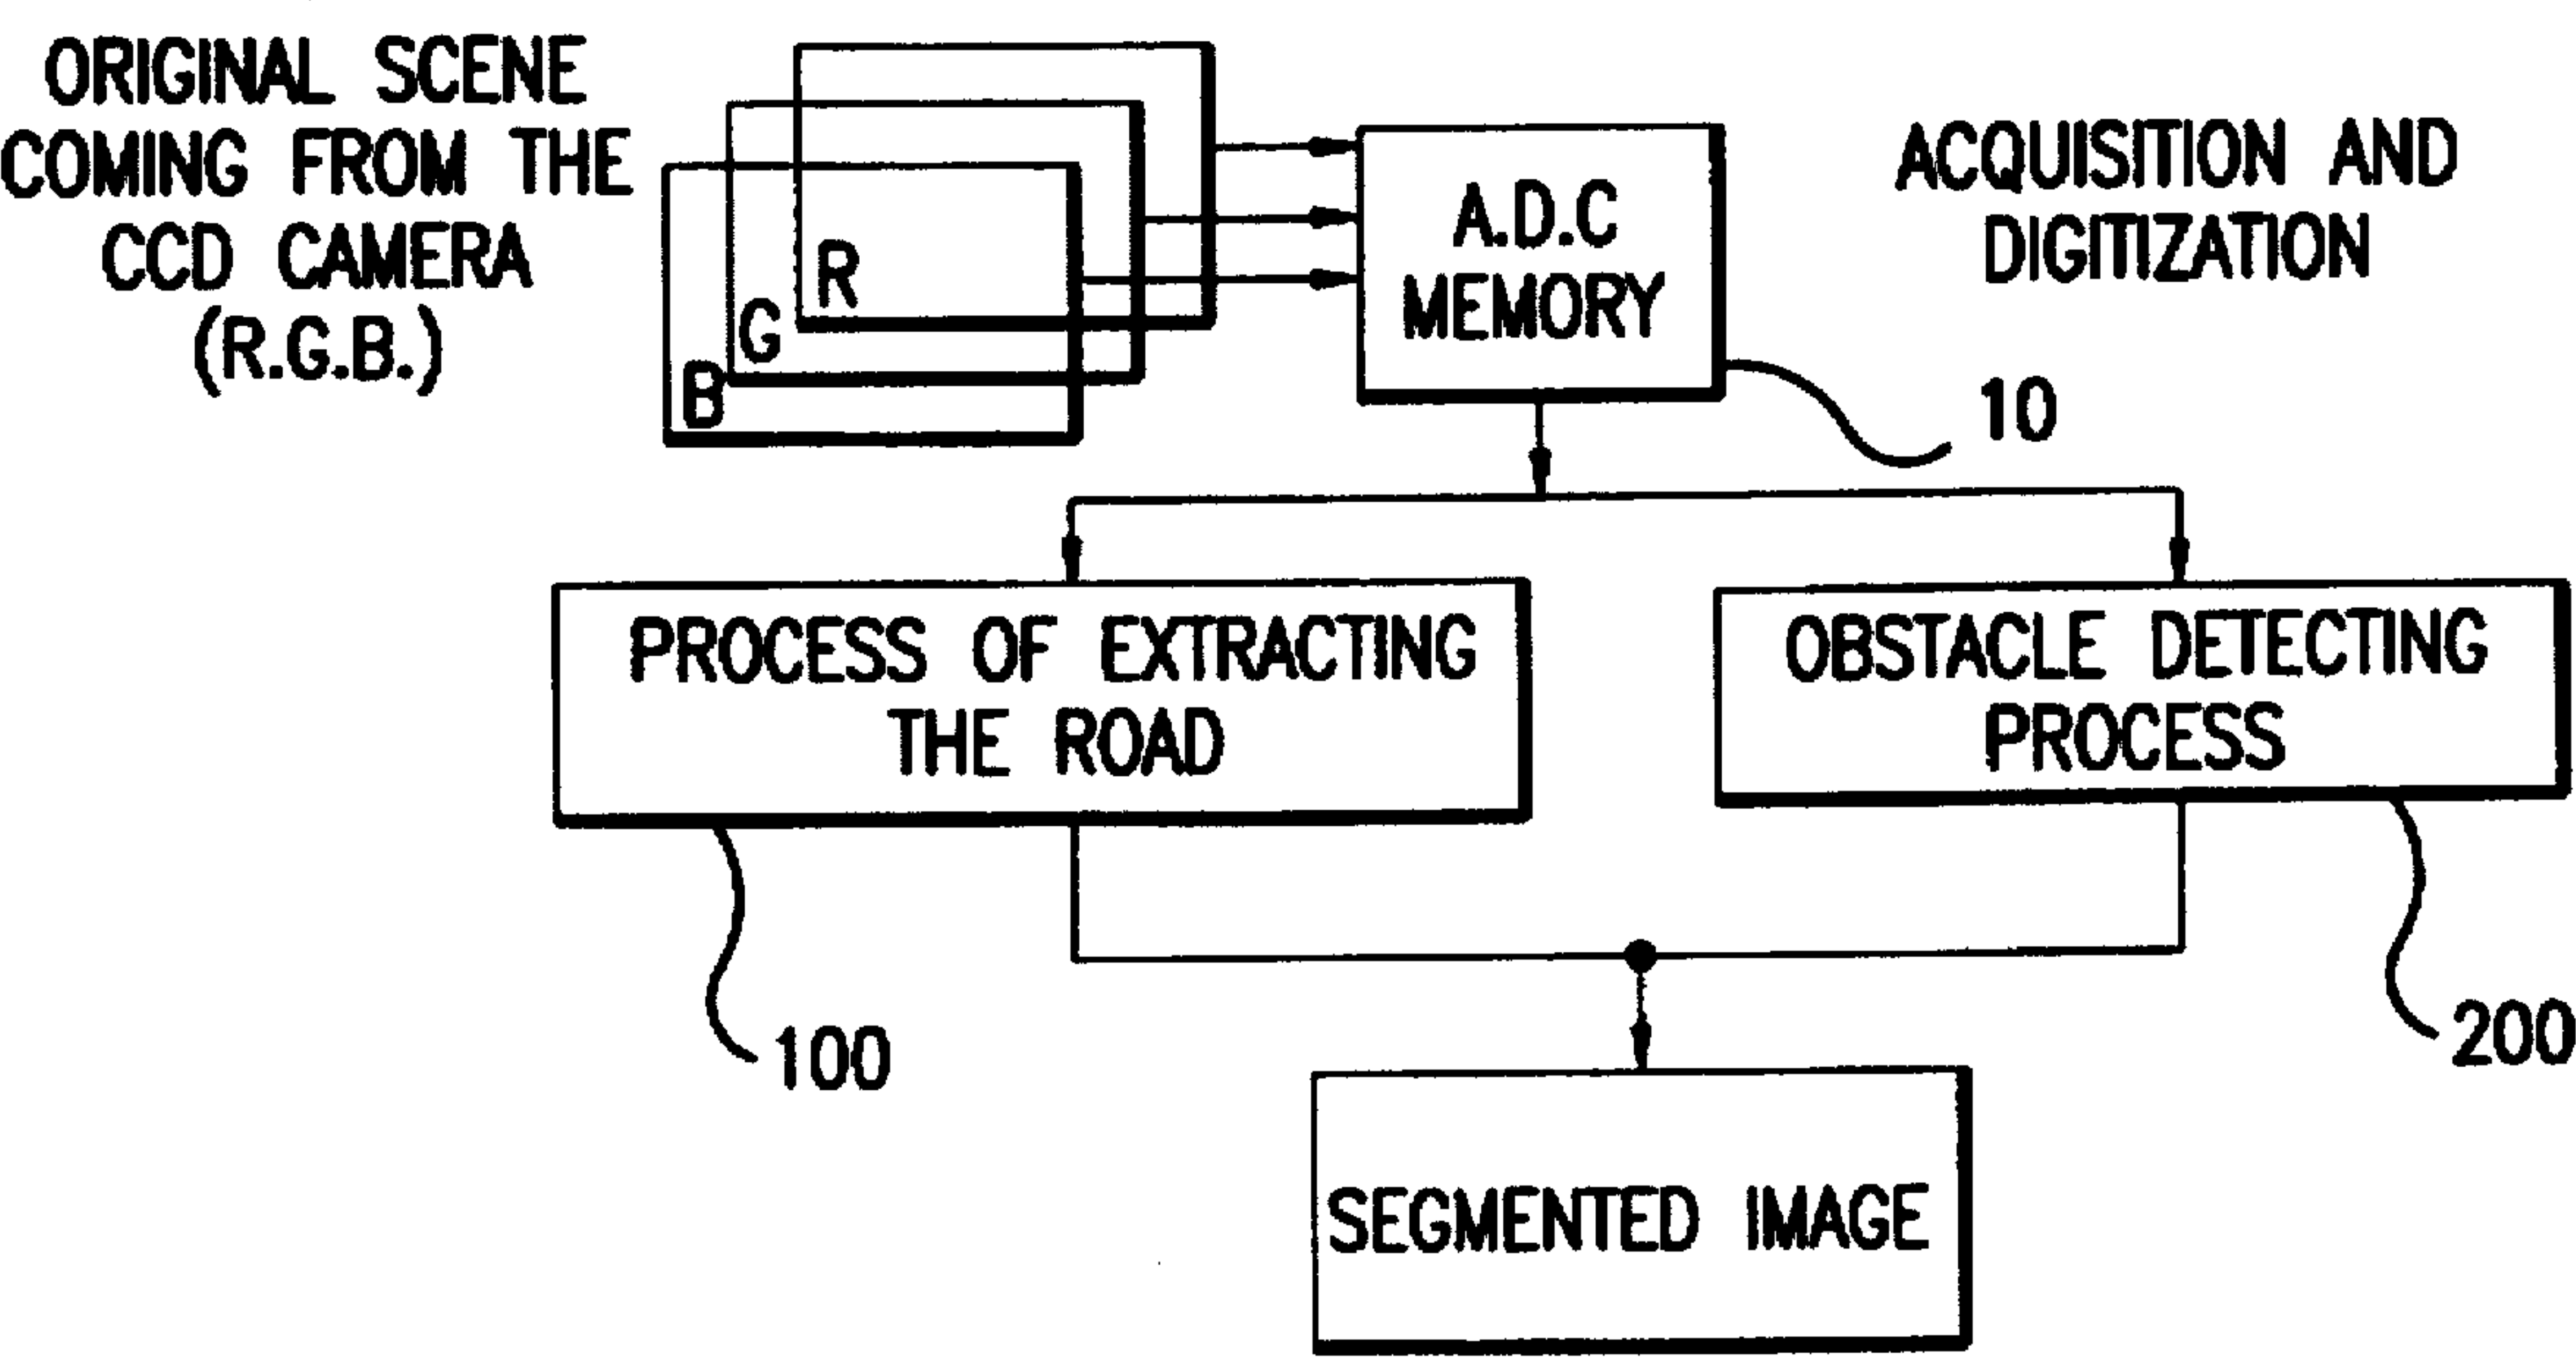 ORIGINAL SCENE
COMING FROM THE
CCD CAMERA
(R.G.B.)
R
G
B
A.D.C
MEMORY
ACQUISITION AND
DIGITIZATION
10
PROCESS OF EXTRACTING
THE ROAD
OBSTACLE DETECTING
PROCESS
100
200
SEGMENTED IMAGE